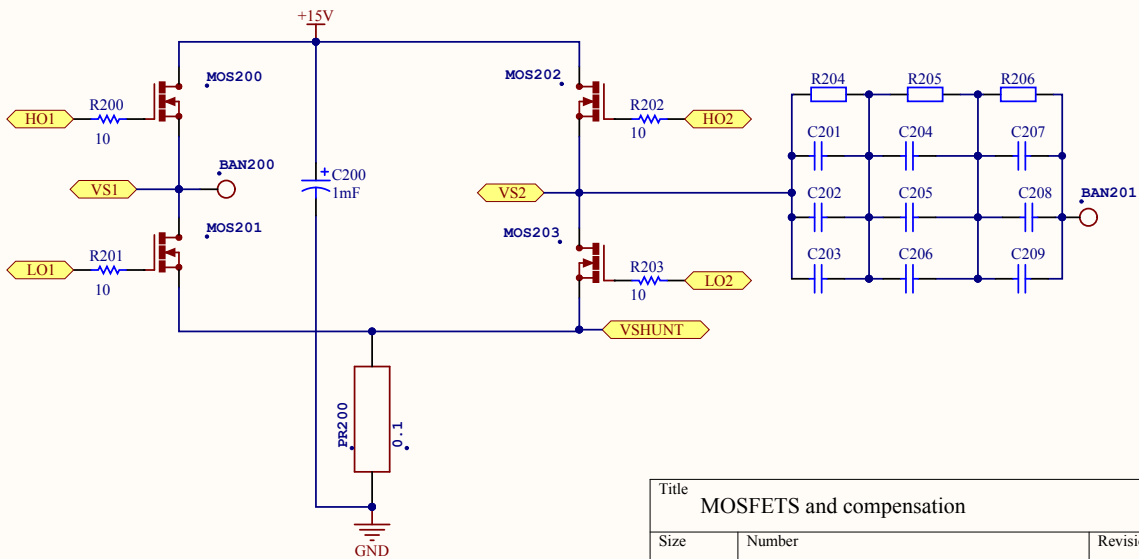 +15V
MOS200
MOS202
R204
R205
R206
R200
HO1
10
R202
HO2
10
C201
C204
C207
BAN200
C200
1mF
VS1
VS2
C202
C205
C208
BAN201
MOS201
MOS203
R201
LO1
10
R203
LO2
10
C203
C206
C209
VSHUNT
PR200
0.1
GND
Title
MOSFETS and compensation
Size
Number